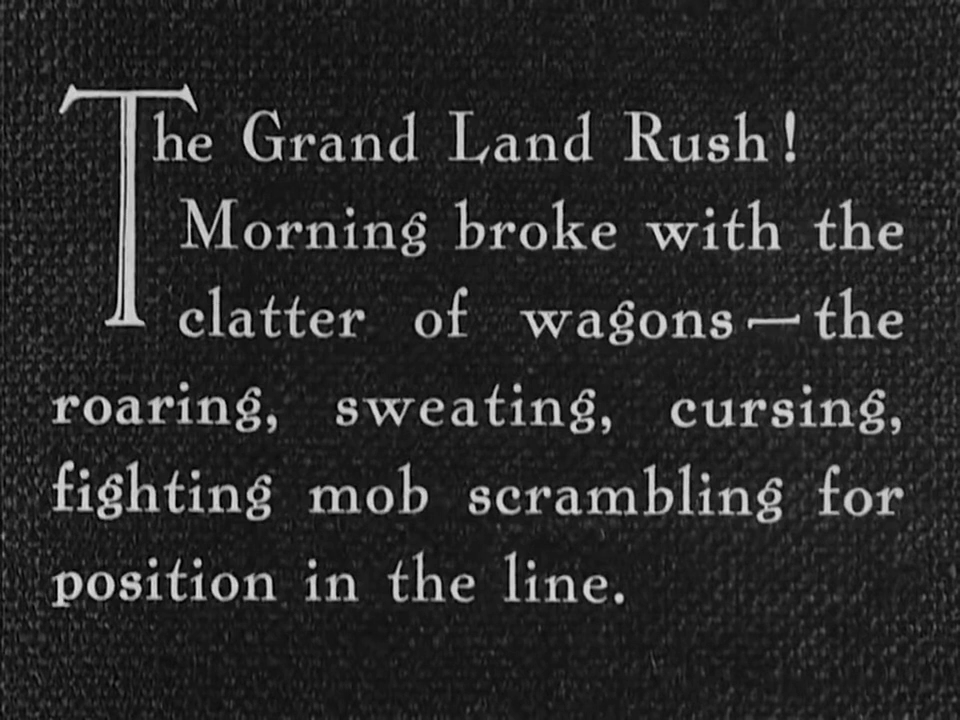 The Grand Land Rush!
Morning broke with the
clatter of wagons—the
roaring, sweating, cursing,
fighting mob scrambling for
position in the line.